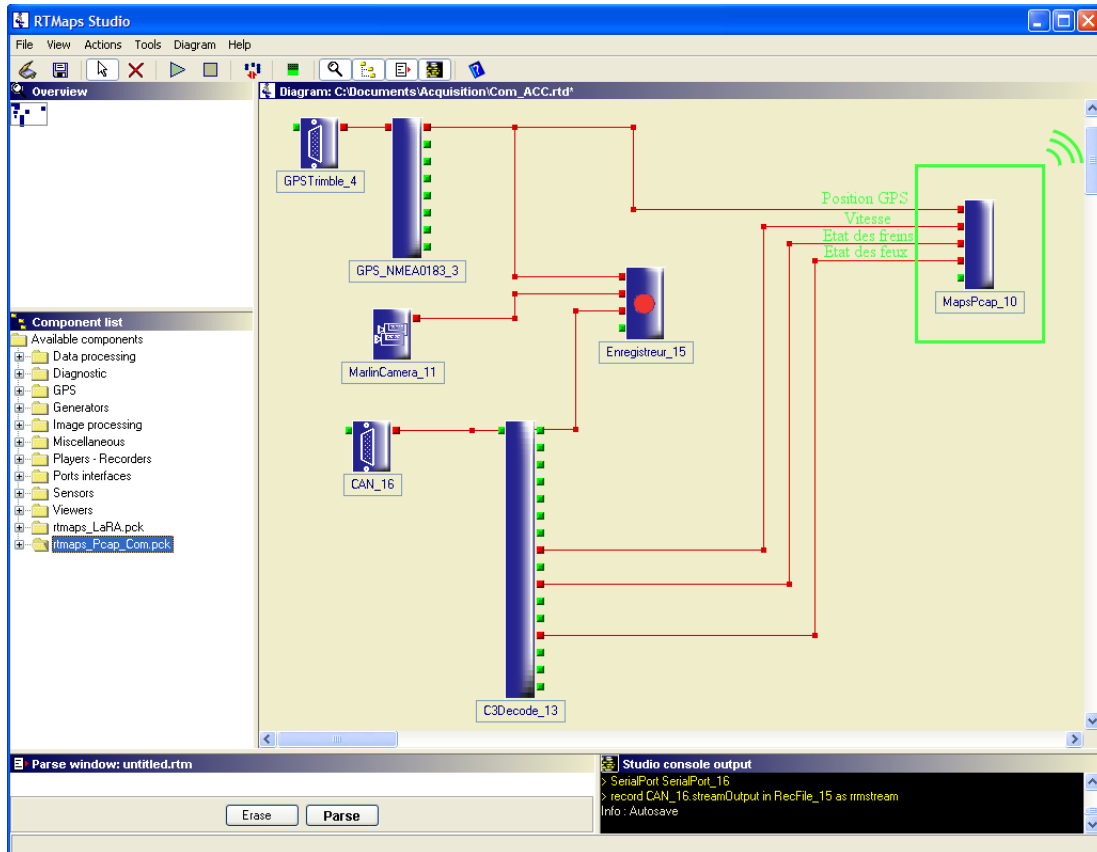 RTMaps Studio
File View Actions Tools Diagram Help
Overview
Diagram: C:\Documents\Acquisition\Com_ACC.rtd*
GPSTrimble_4
GPS_NMEA0183_3
Position GPS
Vitesse
Etat des freins
Etat des feux
MapsPcap_10
Enregistreur_15
MarlinCamera_11
CAN_16
C3Decode_13
Component list
Available components
Data processing
Diagnostic
GPS
Generators
Image processing
Miscellaneous
Players - Recorders
Ports interfaces
Sensors
Viewers
rtmaps_LaRA.pck
rtmaps_Pcap_Com.pck
Parse window: untitled.rtm
Erase
Parse
Studio console output
> SerialPort SerialPort_16
> record CAN_16.streamOutput in RecFile_15 as rrmstream
Info : Autosave